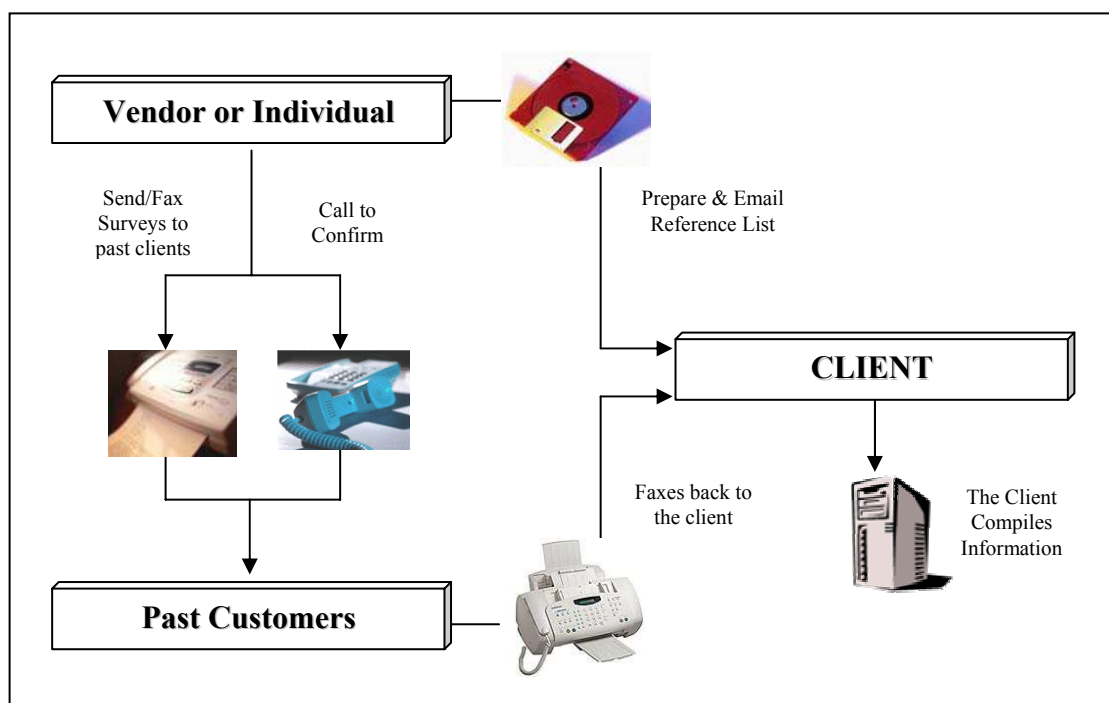 Vendor or Individual
Send/Fax
Surveys to
past clients
Call to
Confirm
Prepare & Email
Reference List
CLIENT
Faxes back to
the client
The Client
Compiles
Information
Past Customers